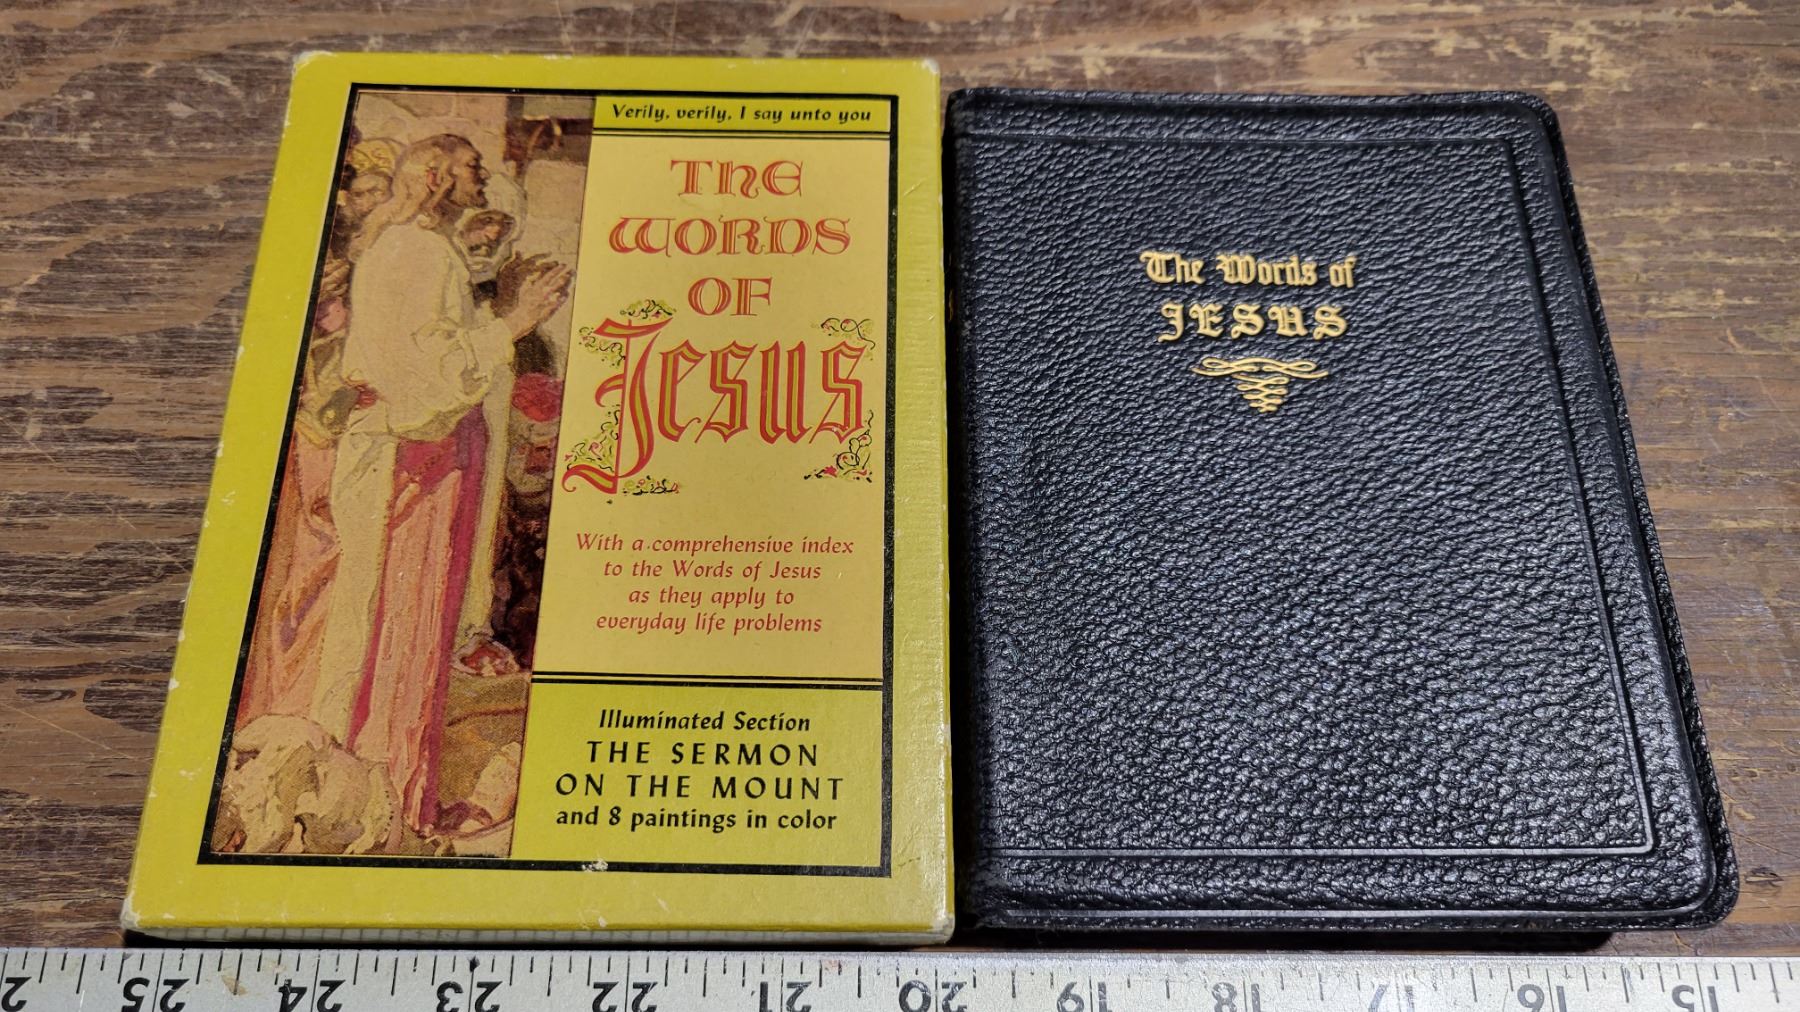 Verily, verily, I say unto you
The
Words
of
Jesus
With a comprehensive index
to the Words of Jesus
as they apply to
everyday life problems
Illuminated Section
THE SERMON
ON THE MOUNT
and 8 paintings in color
The Words of
JESUS
2 25 24 23 22 21 20 19 18 17 16 15